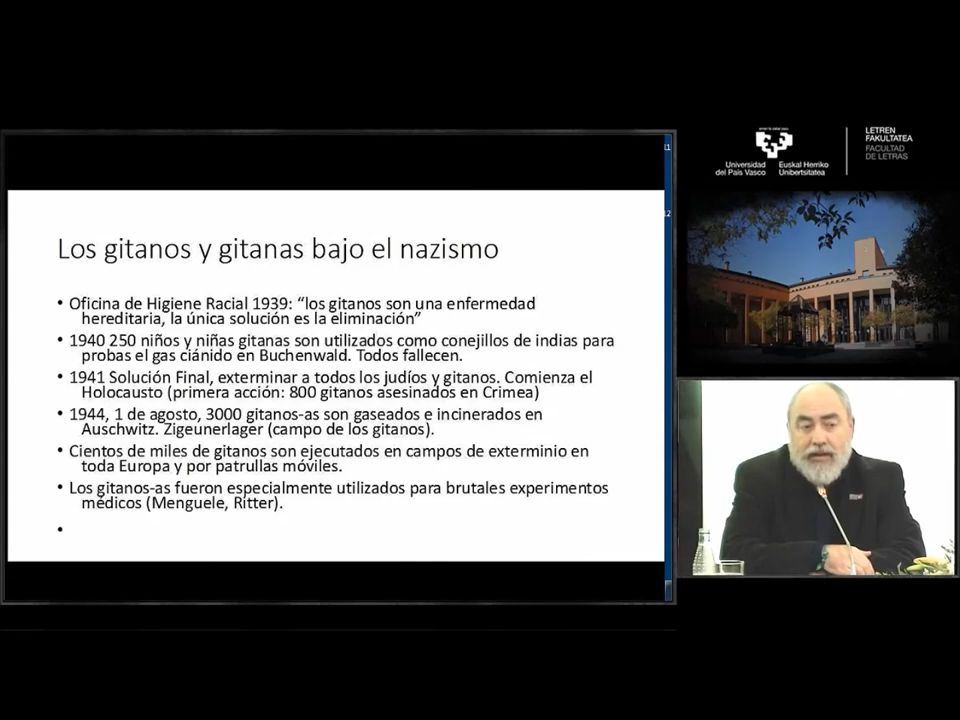 Los gitanos y gitanas bajo el nazismo
• Oficina de Higiene Racial 1939: “los gitanos son una enfermedad
hereditaria, la única solución es la eliminación”
• 1940 250 niños y niñas gitanas son utilizados como conejillos de indias para
probas el gas ciánido en Buchenwald. Todos fallecen.
• 1941 Solución Final, exterminar a todos los judíos y gitanos. Comienza el
Holocausto (primera acción: 800 gitanos asesinados en Crimea)
• 1944, 1 de agosto, 3000 gitanos-as son gaseados e incinerados en
Auschwitz. Zigeunerlager (campo de los gitanos).
• Cientos de miles de gitanos son ejecutados en campos de exterminio en
toda Europa y por patrullas móviles.
• Los gitanos-as fueron especialmente utilizados para brutales experimentos
médicos (Menguele, Ritter).
•
11
12
Universidad
del País Vasco
Euskal Herriko
Unibertsitatea
LETREN
FAKULTATEA
FACULTAD
DE LETRAS